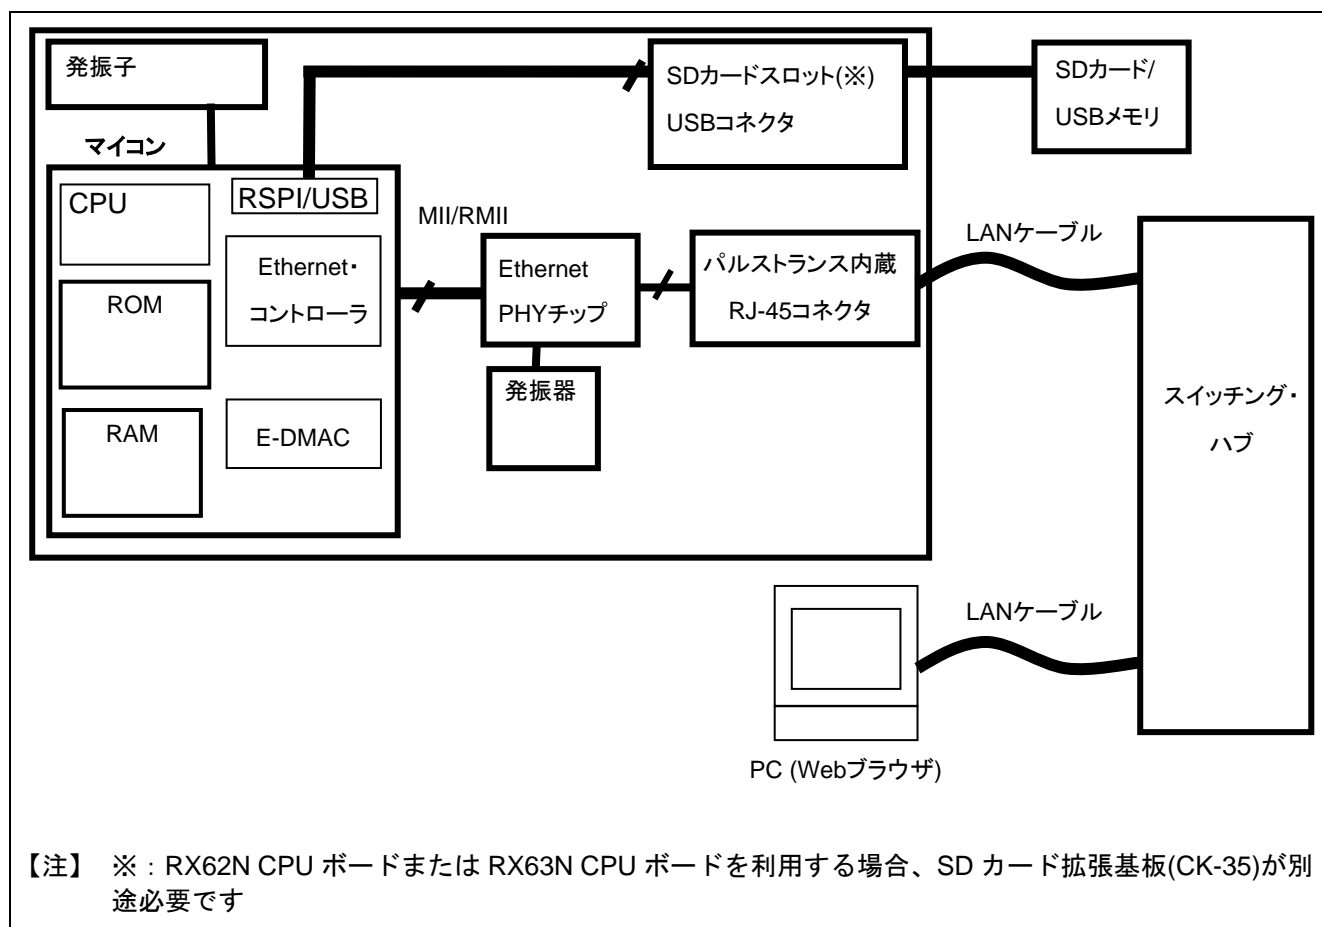 発振子
SDカードスロット(※)
USBコネクタ
SDカード/
USBメモリ
マイコン
CPU
RSPI/USB
MII/RMII
Ethernet・
コントローラ
Ethernet
PHYチップ
パルストランス内蔵
RJ-45コネクタ
LANケーブル
ROM
発振器
スイッチング・
ハブ
RAM
E-DMAC
LANケーブル
PC (Webブラウザ)
【注】 ※：RX62N CPU ボードまたは RX63N CPU ボードを利用する場合、SD カード拡張基板(CK-35)が別
途必要です